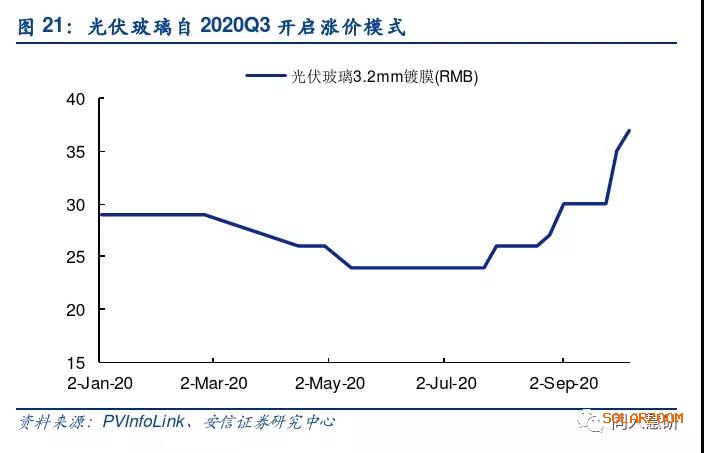 图 21：光伏玻璃自 2020Q3 开启涨价模式
光伏玻璃3.2mm镀膜(RMB)
40
35
30
25
20
15
2-Jan-20 2-Mar-20 2-May-20 2-Jul-20 2-Sep-20
资料来源：PVInfoLink、安信证券研究中心
SOLARZOOM